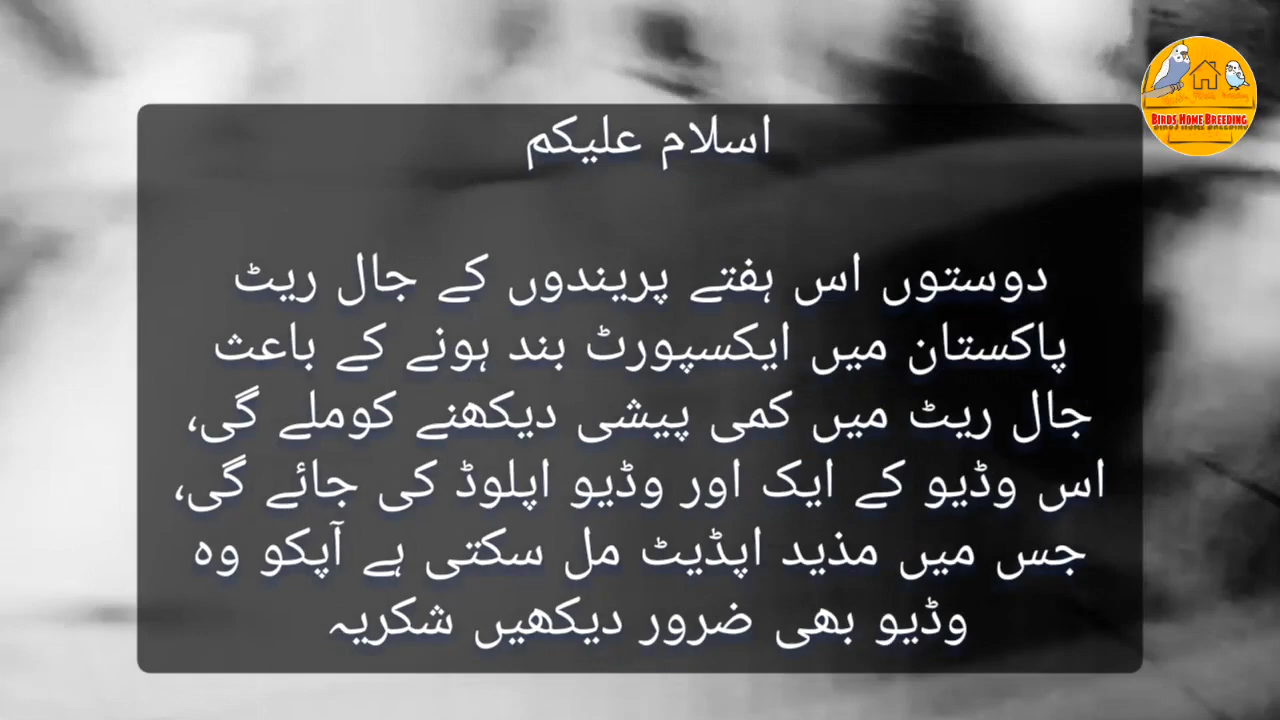 اسلام علیکم
دوستوں اس ہفتے پریندوں کے جال ریٹ
پاکستان میں ایکسپورٹ بند ہونے کے باعث
جال ریٹ میں کمی پیشی دیکھنے کوملے گی،
اس وڈیو کے ایک اور وڈیو اپلوڈ کی جائے گی،
جس میں مذید اپڈیٹ مل سکتی ہے آپکو وہ
وڈیو بھی ضرور دیکھیں شکریہ
BIRDS HOME BREEDING